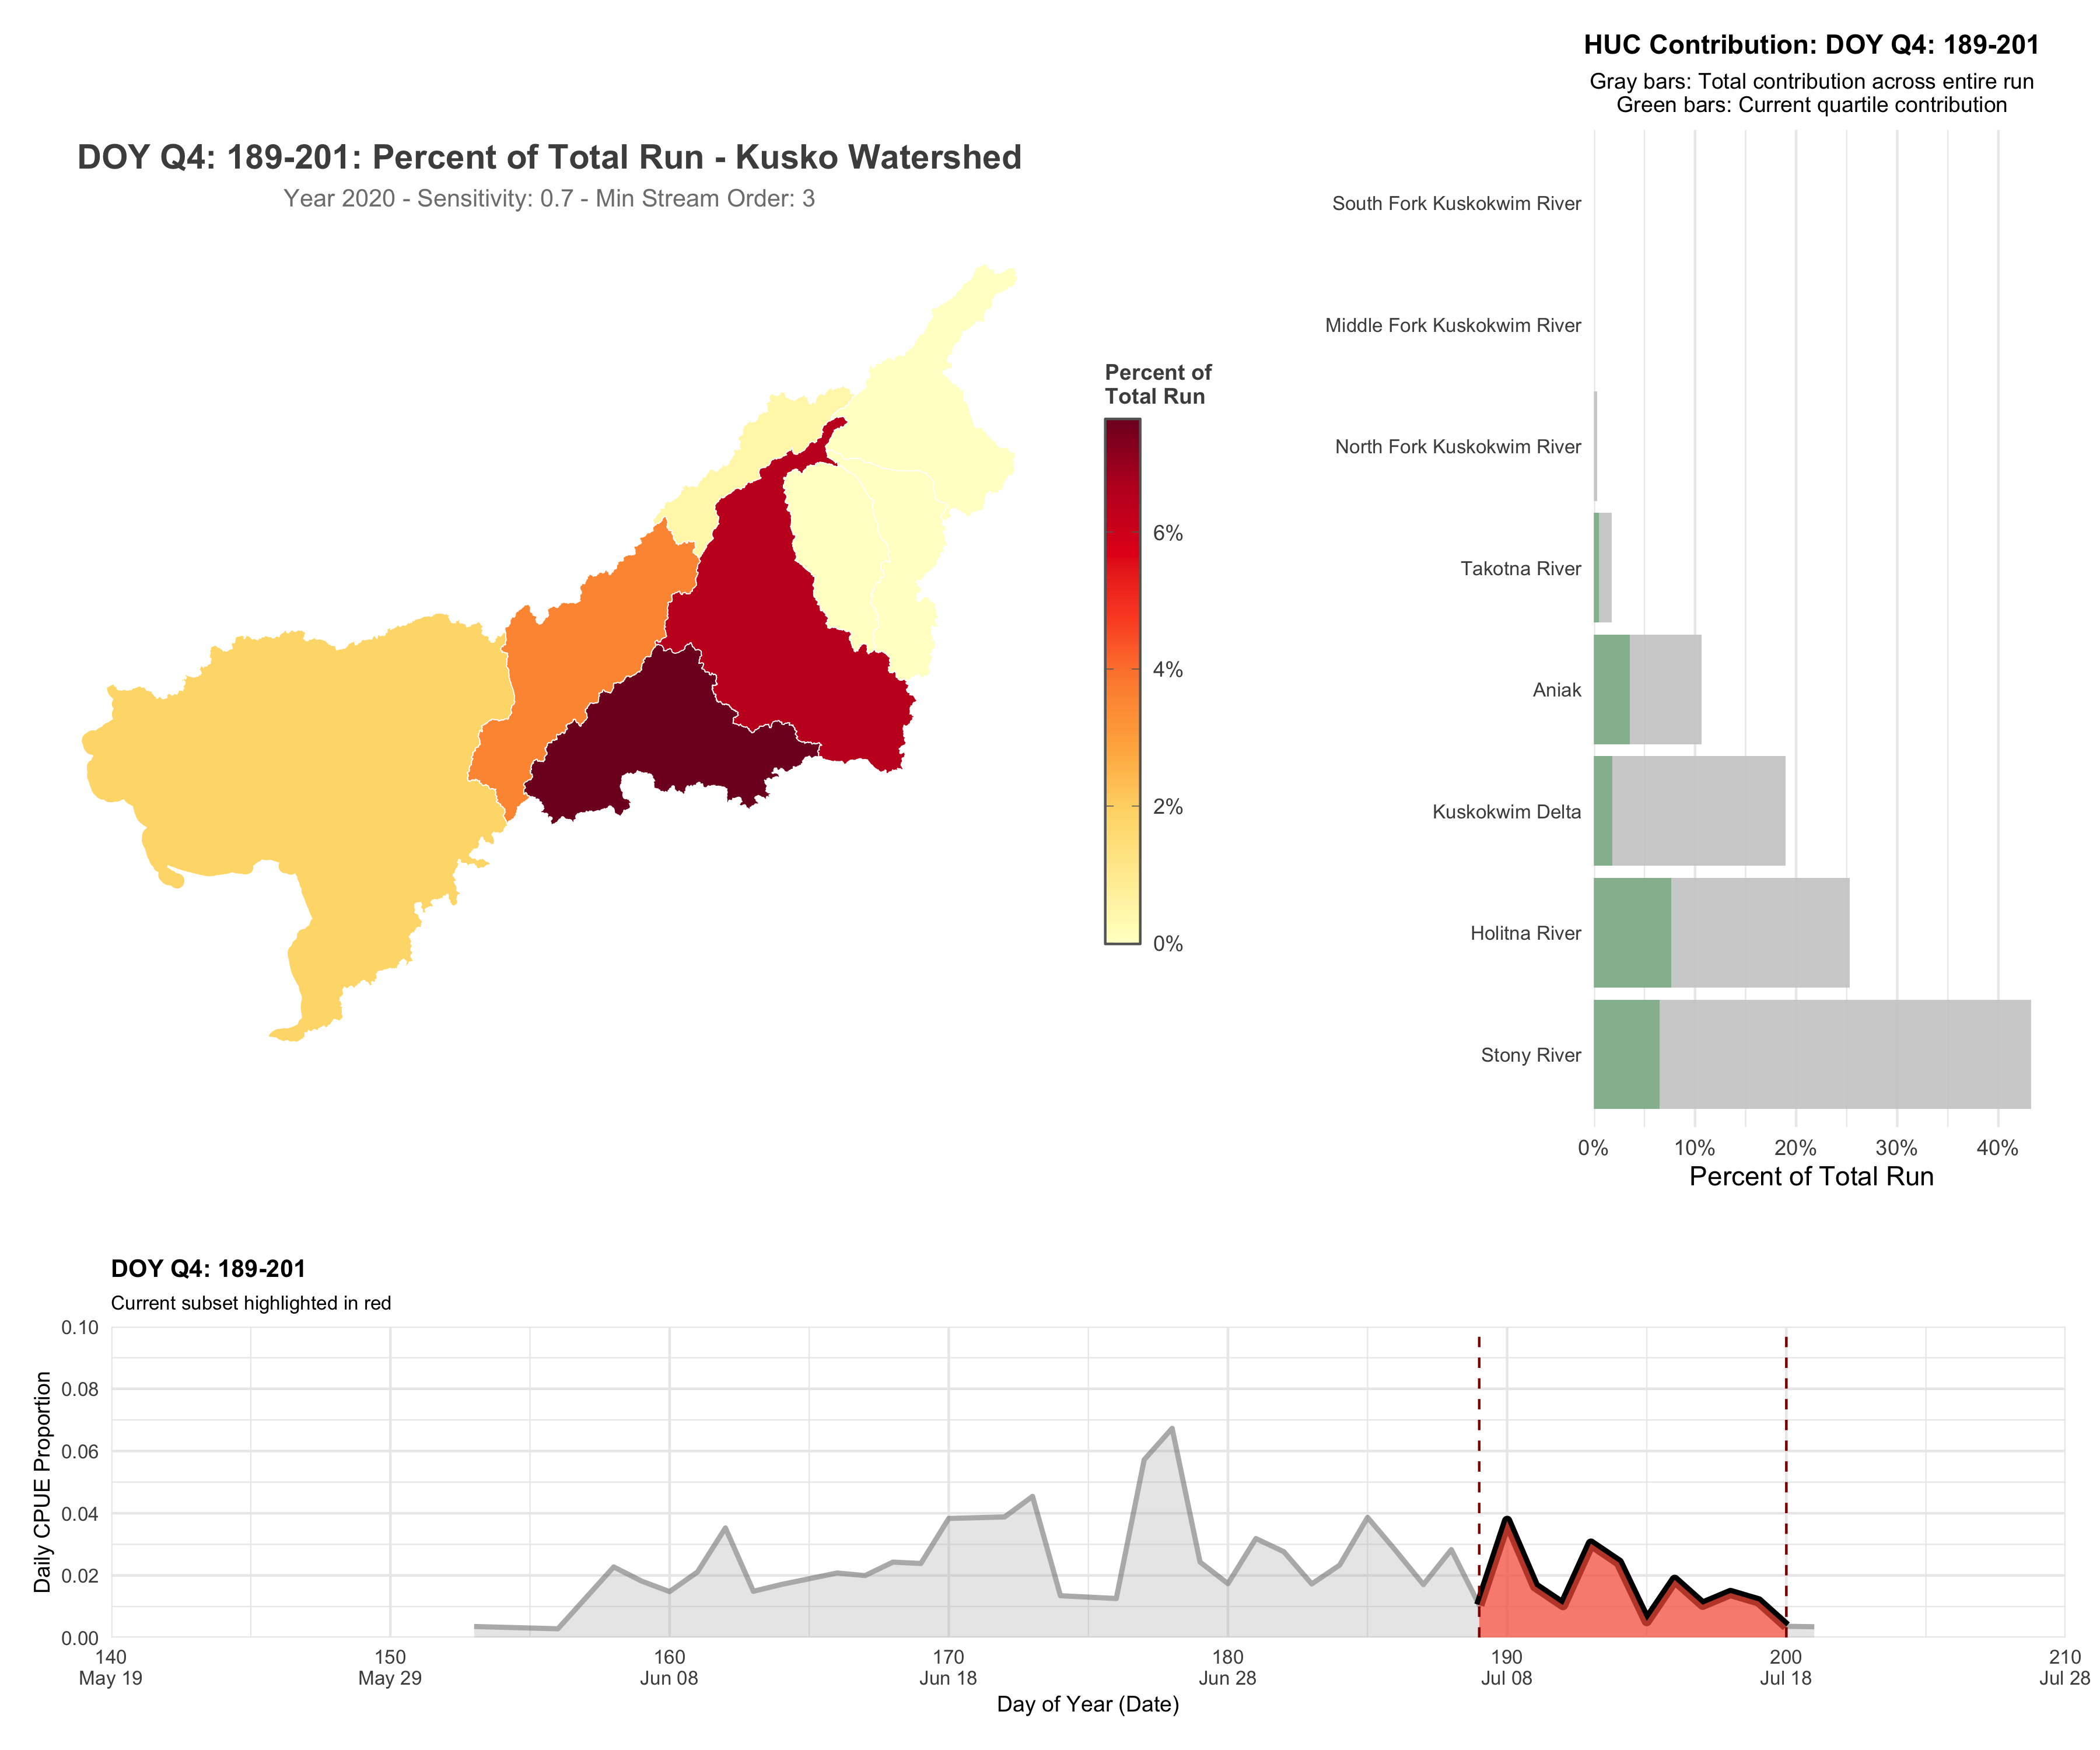 HUC Contribution: DOY Q4: 189-201
Gray bars: Total contribution across entire run
Green bars: Current quartile contribution
DOY Q4: 189-201: Percent of Total Run - Kusko Watershed
Year 2020 - Sensitivity: 0.7 - Min Stream Order: 3
Percent of
Total Run
6%
4%
2%
0%
South Fork Kuskokwim River
Middle Fork Kuskokwim River
North Fork Kuskokwim River
Takotna River
Aniak
Kuskokwim Delta
Holitna River
Stony River
0% 10% 20% 30% 40%
Percent of Total Run
DOY Q4: 189-201
Current subset highlighted in red
Daily CPUE Proportion
0.10
0.08
0.06
0.04
0.02
0.00
140 150 160 170 180 190 200 210
May 19 May 29 Jun 08 Jun 18 Jun 28 Jul 08 Jul 18 Jul 28
Day of Year (Date)